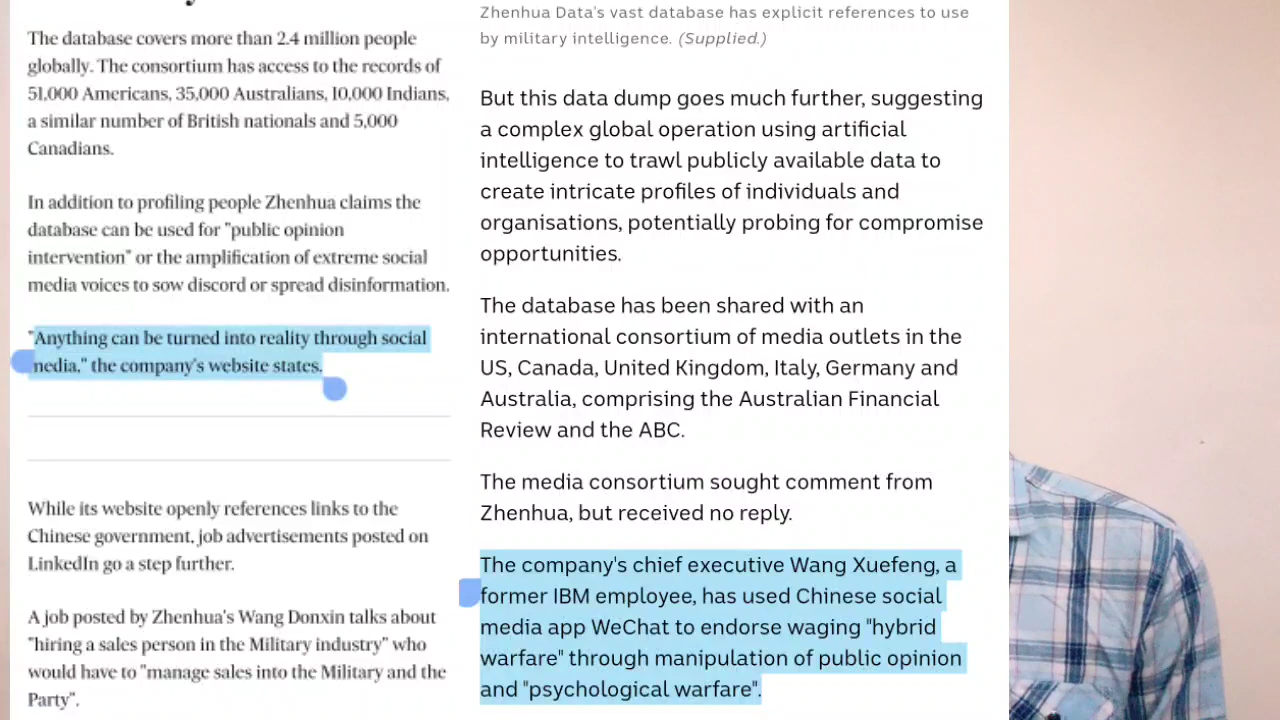 The database covers more than 2.4 million people
globally. The consortium has access to the records of
51,000 Americans, 35,000 Australians, 10,000 Indians,
a similar number of British nationals and 5,000
Canadians.
In addition to profiling people Zhenhua claims the
database can be used for "public opinion
intervention" or the amplification of extreme social
media voices to sow discord or spread disinformation.
"Anything can be turned into reality through social
media," the company's website states.
While its website openly references links to the
Chinese government, job advertisements posted on
LinkedIn go a step further.
A job posted by Zhenhua's Wang Donxin talks about
"hiring a sales person in the Military industry" who
would have to "manage sales into the Military and the
Party".
Zhenhua Data's vast database has explicit references to use
by military intelligence. (Supplied.)
But this data dump goes much further, suggesting
a complex global operation using artificial
intelligence to trawl publicly available data to
create intricate profiles of individuals and
organisations, potentially probing for compromise
opportunities.
The database has been shared with an
international consortium of media outlets in the
US, Canada, United Kingdom, Italy, Germany and
Australia, comprising the Australian Financial
Review and the ABC.
The media consortium sought comment from
Zhenhua, but received no reply.
The company's chief executive Wang Xuefeng, a
former IBM employee, has used Chinese social
media app WeChat to endorse waging "hybrid
warfare" through manipulation of public opinion
and "psychological warfare".